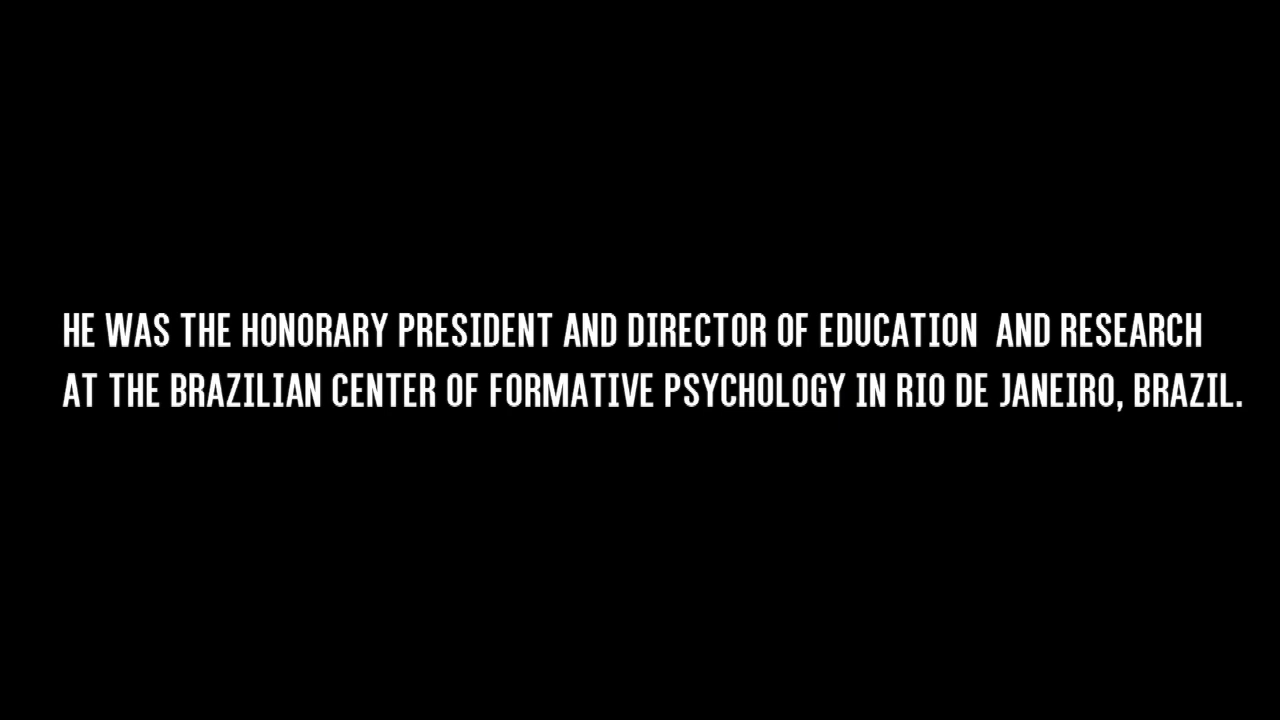 HE WAS THE HONORARY PRESIDENT AND DIRECTOR OF EDUCATION  AND RESEARCH
AT THE BRAZILIAN CENTER OF FORMATIVE PSYCHOLOGY IN RIO DE JANEIRO, BRAZIL.